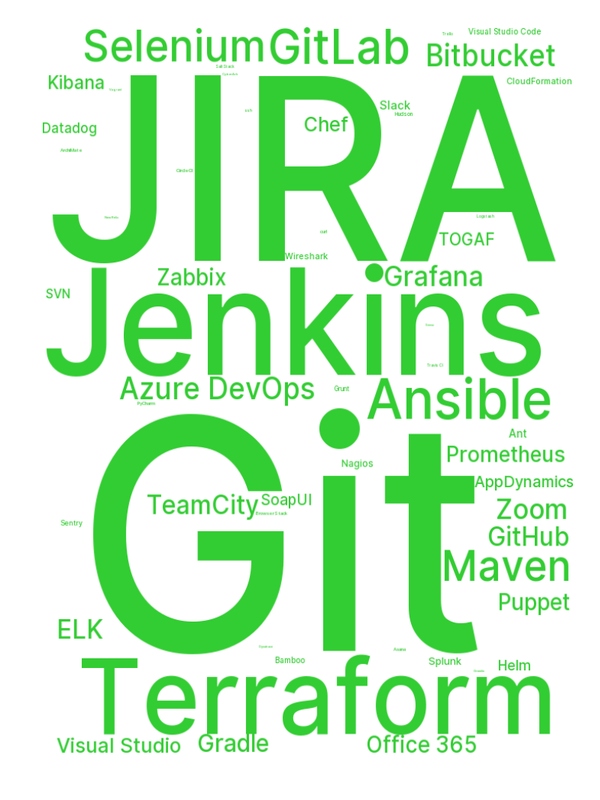 Selenium
GitLab
Visual Studio Code
Bitbucket
Kibana
CloudFormation
Slack
Hudson
Chef
Datadog
JIRA
TOGAF
Wireshark
Zabbix
Grafana
SVN
Jenkins
Azure DevOps
Grunt
Ansible
PyCharm
Ant
Prometheus
Nagios
AppDynamics
TeamCity
SoapUI
Zoom
Sentry
GitHub
Git
Maven
Puppet
ELK
Bamboo
Splunk
Helm
Terraform
Visual Studio
Gradle
Office 365